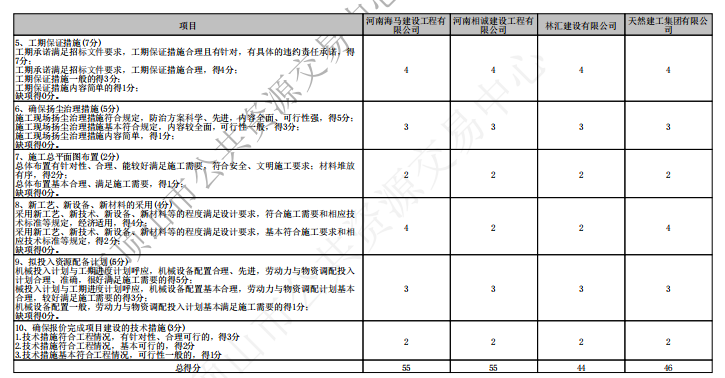 项目 河南海马建设工程有限公司 河南相诚建设工程有限公司 林汇建设有限公司 天然建工集团有限公司
5、工期保证措施(7分)
工期承诺满足招标文件要求，工期保证措施合理且有针对，有具体的违约责任承诺，得
7分；
工期承诺满足招标文件要求，工期保证措施合理，得4分；
工期保证措施一般的得3分；
工期保证措施内容简单的得1分；
缺项得0分。
4 4 4 4
6、确保扬尘治理措施(5分)
施工现场扬尘治理措施符合规定，防治方案科学、先进，内容全面、可行性强，得5分；
施工现场扬尘治理措施基本符合规定，内容较全面，可行性一般，得3分；
施工现场扬尘治理措施内容简单，得1分；
缺项得0分。
3 3 3 3
7、施工总平面图布置(2分)
总体布置有针对性、合理、能较好满足施工需要，符合安全、文明施工要求；材料堆放
有序，得2分；
总体布置基本合理、满足施工需要，得1分；
缺项得0分。
2 2 2 2
8、新工艺、新设备、新材料的采用(4分)
采用新工艺、新技术、新设备、新材料等的程度满足设计要求，符合施工需要和相应技
术标准等规定，经济适用，得4分；
采用新工艺、新技术、新设备、新材料等的程度满足设计要求，基本符合施工要求和相
应技术标准等规定，得2分；
缺项得0分。
4 2 2 4
9、拟投入资源配备计划(5分)
机械投入计划与工期进度计划呼应，机械设备配置合理、先进，劳动力与物资调配投入
计划合理、准确，很好满足施工需要的得5分；
械投入计划与工期进度计划呼应，机械设备配置基本合理，劳动力与物资调配计划基本
合理，较好满足施工需要的得3分；
机械设备配置一般，劳动力与物资调配投入计划基本满足施工需要的得1分；
缺项得0分。
3 3 3 3
10、确保报价完成项目建设的技术措施(3分)
1.技术措施符合工程情况，有针对性、合理可行的，得3分
2.技术措施符合工程情况，基本可行的，得2分
3.技术措施基本符合工程情况，可行性一般的，得1分
2 2 2 2
总得分 55 55 44 46
顶山市公共资源交易中心
顶山市公共资源交易中心